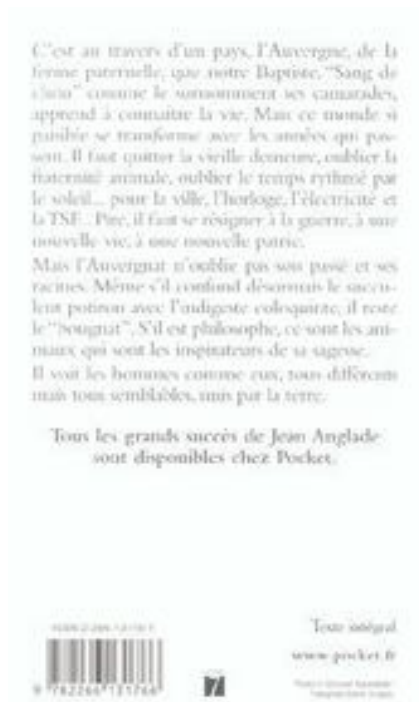 C'est au travers d'un pays, l'Auvergne, de la
ferme paternelle, que notre Baptiste, "Sang de
chou" comme le surnomment ses camarades,
apprend à connaître la vie. Mais ce monde si
paisible se transforme avec les années qui pas-
sent. Il faut quitter la vieille demeure, oublier la
fraternité animale, oublier le temps rythmé par
le soleil... pour la ville, l'horloge, l'électricité et
la TSF... Pire, il faut se résigner à la guerre, à une
nouvelle vie, à une nouvelle patrie.
Mais l'Auvergnat n'oublie pas son passé et ses
racines. Même s'il confond désormais le succu-
lent potiron avec l'indigeste coloquinte, il reste
le "bougnat". S'il est philosophe, ce sont les ani-
maux qui sont les inspirateurs de sa sagesse.
Il voit les hommes comme eux, tous différents
mais tous semblables, unis par la terre.
Tous les grands succès de Jean Anglade
sont disponibles chez Pocket.
Texte intégral
www.pocket.fr
9 782266 131766